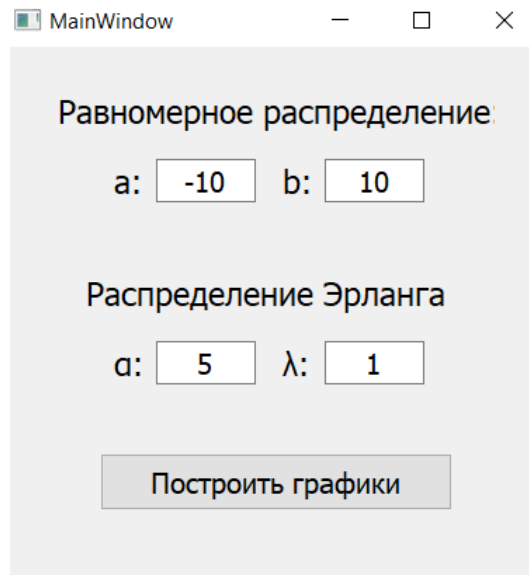 MainWindow
Равномерное распределение:
a: -10 b: 10
Распределение Эрланга
α: 5 λ: 1
Построить графики